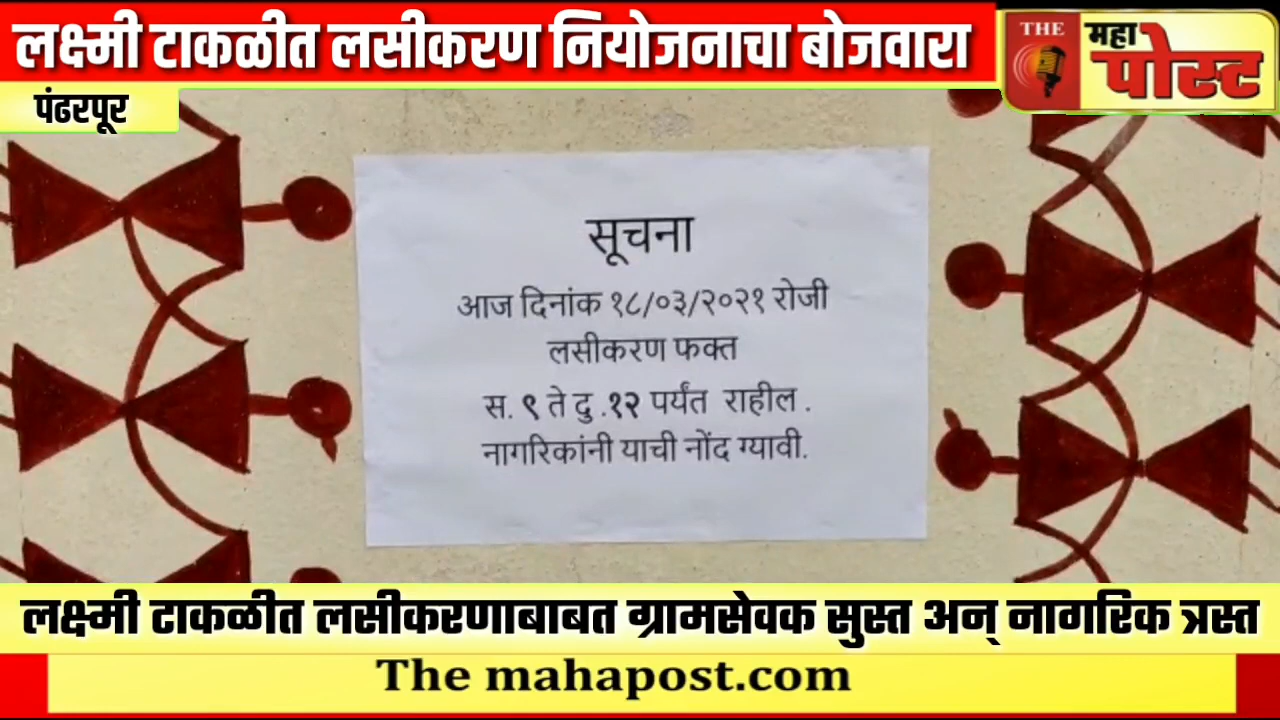 लक्ष्मी टाकळीत लसीकरण नियोजनाचा बोजवारा
THE महा पोस्ट
पंढरपूर
सूचना
आज दिनांक १८/०३/२०२१ रोजी
लसीकरण फक्त
स. ९ ते दु .१२ पर्यंत राहील .
नागरिकांनी याची नोंद ग्यावी.
लक्ष्मी टाकळीत लसीकरणाबाबत ग्रामसेवक सुस्त अन् नागरिक त्रस्त
The mahapost.com